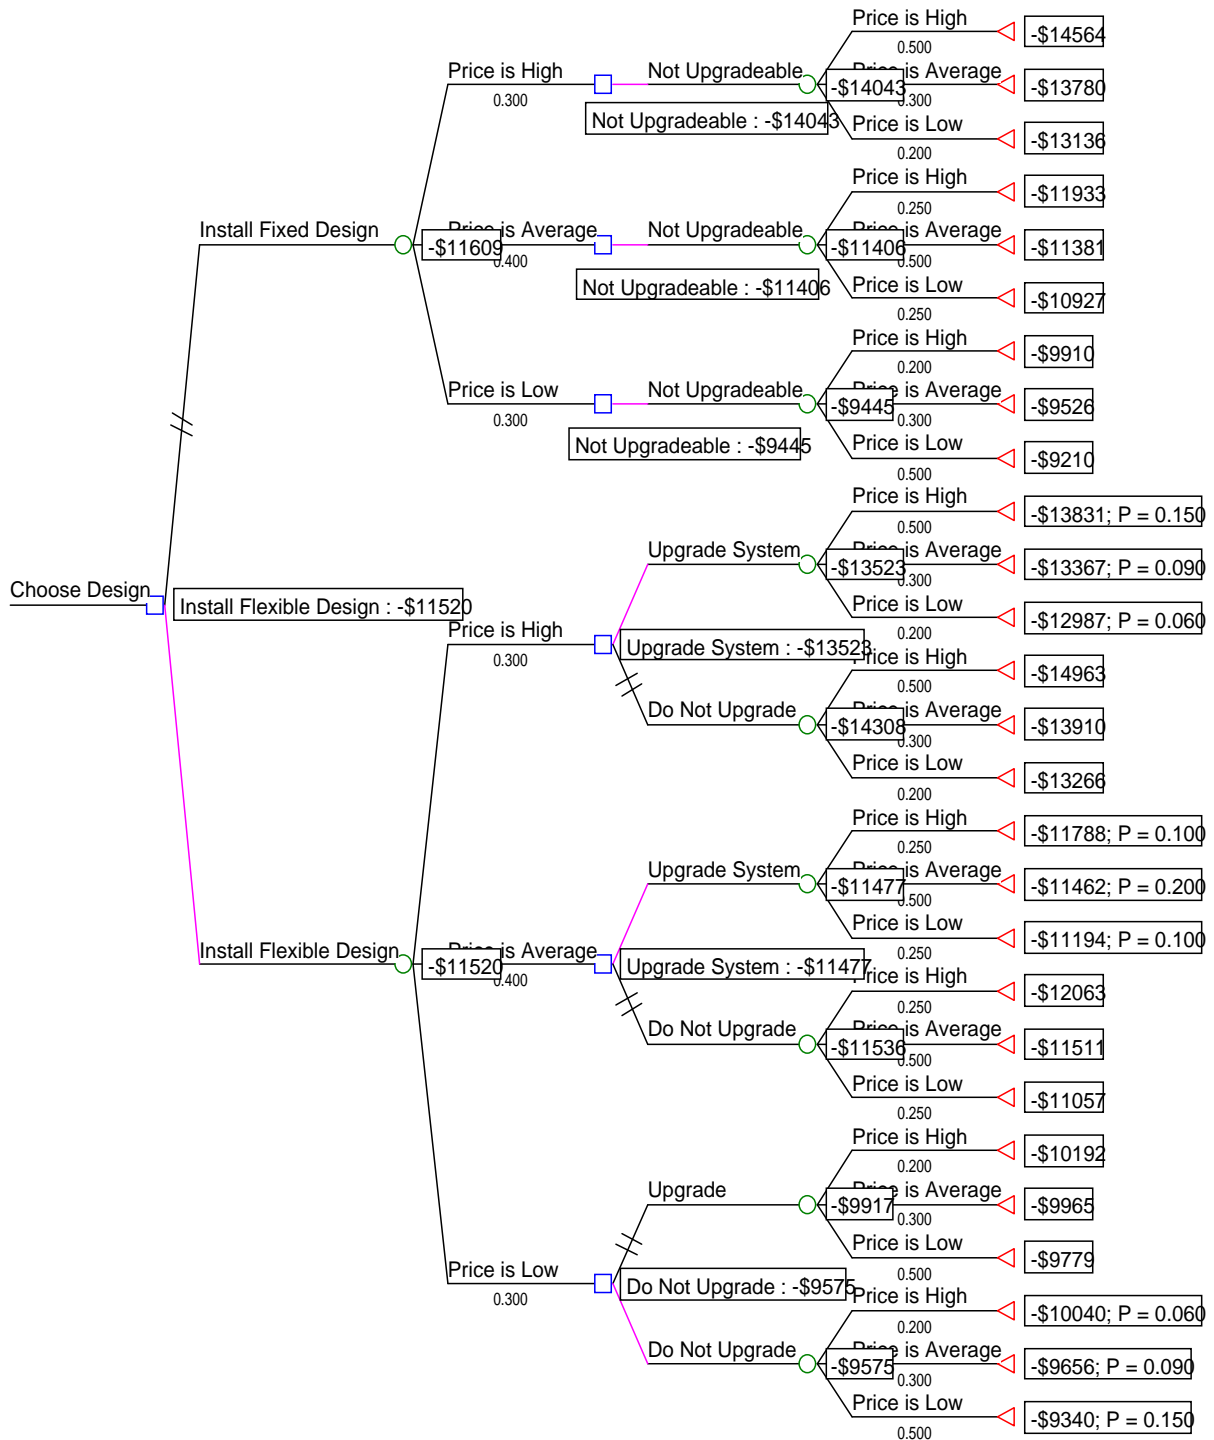 Price is High
0.500
-$14564
Price is High
0.300
Not Upgradeable
-$14043
Price is Average
0.300
-$13780
Not Upgradeable : -$14043
Price is Low
0.200
-$13136
Price is High
0.250
-$11933
Install Fixed Design
-$11609
Price is Average
0.400
Not Upgradeable
-$11406
Price is Average
0.500
-$11381
Not Upgradeable : -$11406
Price is Low
0.250
-$10927
Price is High
0.200
-$9910
Price is Low
0.300
Not Upgradeable
-$9445
Price is Average
0.300
-$9526
Not Upgradeable : -$9445
Price is Low
0.500
-$9210
Choose Design
Install Flexible Design : -$11520
Price is High
0.500
-$13831; P = 0.150
Upgrade System
-$13523
Price is Average
0.300
-$13367; P = 0.090
Price is Low
0.200
-$12987; P = 0.060
Price is High
0.300
Upgrade System : -$13523
Price is High
0.500
-$14963
Do Not Upgrade
-$14308
Price is Average
0.300
-$13910
Price is Low
0.200
-$13266
Price is High
0.250
-$11788; P = 0.100
Upgrade System
-$11477
Price is Average
0.500
-$11462; P = 0.200
Price is Low
0.250
-$11194; P = 0.100
Install Flexible Design
-$11520
Price is Average
0.400
Upgrade System : -$11477
Price is High
0.250
-$12063
Do Not Upgrade
-$11536
Price is Average
0.500
-$11511
Price is Low
0.250
-$11057
Price is High
0.200
-$10192
Upgrade
-$9917
Price is Average
0.300
-$9965
Price is Low
0.500
-$9779
Price is Low
0.300
Do Not Upgrade : -$9575
Price is High
0.200
-$10040; P = 0.060
Do Not Upgrade
-$9575
Price is Average
0.300
-$9656; P = 0.090
Price is Low
0.500
-$9340; P = 0.150